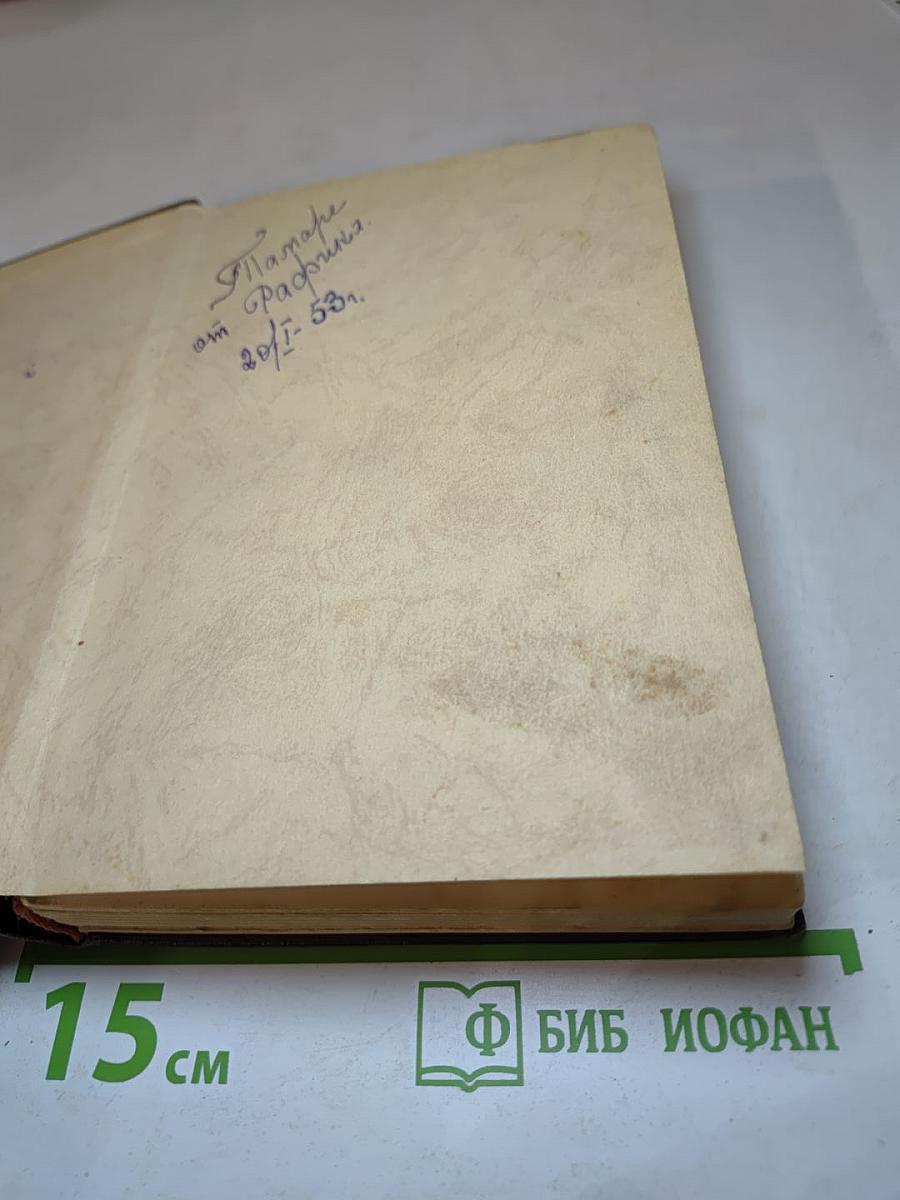 Тамаре
от Рафика.
20/I- 53г.
15 см
Ф БИБ ИОФАН